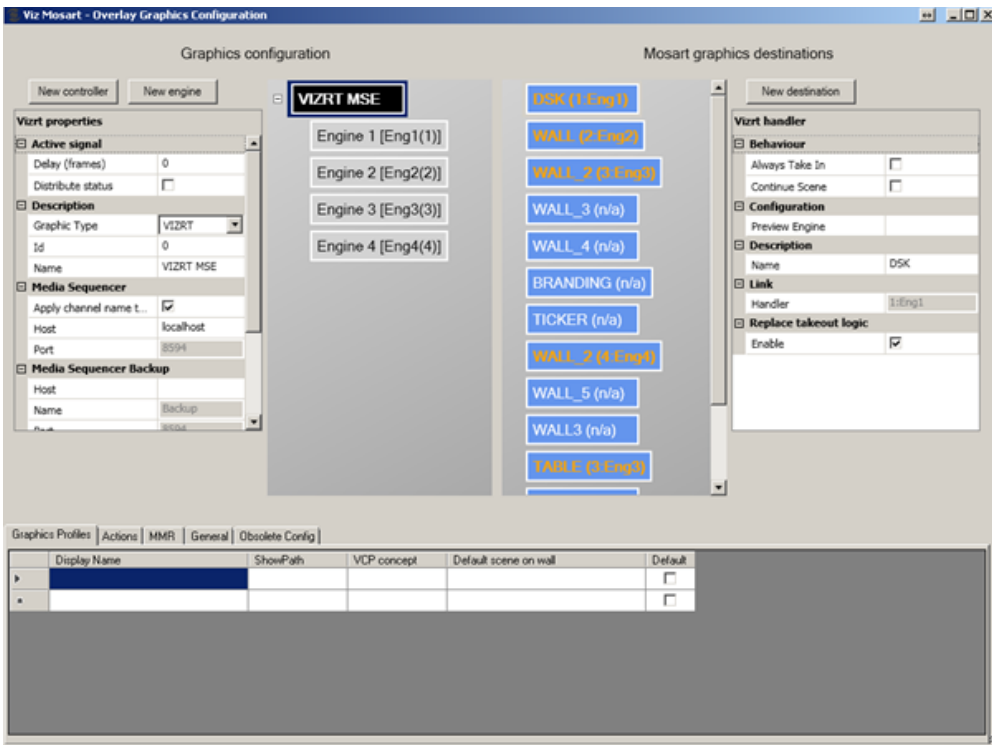 Viz Mosart - Overlay Graphics Configuration
Graphics configuration
Mosart graphics destinations
New controller
New engine
Vizrt properties
Active signal
Delay (frames) 0
Distribute status
Description
Graphic Type VIZRT
Id 0
Name VIZRT MSE
Media Sequencer
Apply channel name t...
Host localhost
Port 8594
Media Sequencer Backup
Host
Name Backup
Port 8594
VIZRT MSE
Engine 1 [Eng1(1)]
Engine 2 [Eng2(2)]
Engine 3 [Eng3(3)]
Engine 4 [Eng4(4)]
DSK (1:Eng1)
WALL (2:Eng2)
WALL_2 (3:Eng3)
WALL_3 (n/a)
WALL_4 (n/a)
BRANDING (n/a)
TICKER (n/a)
WALL_2 (4:Eng4)
WALL_5 (n/a)
WALL3 (n/a)
TABLE (3:Eng3)
New destination
Vizrt handler
Behaviour
Always Take In
Continue Scene
Configuration
Preview Engine
Description
Name DSK
Link
Handler 1:Eng1
Replace takeout logic
Enable
Graphics Profiles Actions MMR General Obsolete Config
Display Name ShowPath VCP concept Default scene on wall Default